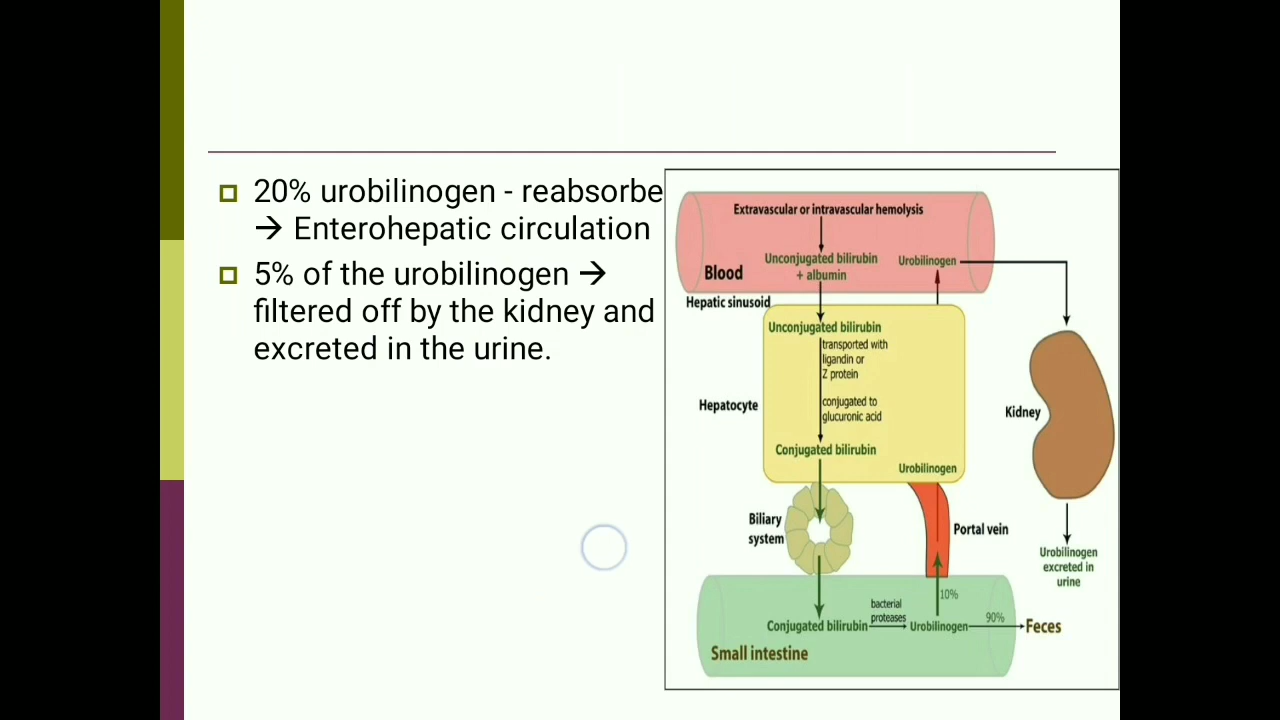 20% urobilinogen - reabsorbe
→ Enterohepatic circulation
5% of the urobilinogen →
filtered off by the kidney and
excreted in the urine.
Extravascular or intravascular hemolysis
Unconjugated bilirubin
+ albumin
Urobilinogen
Blood
Hepatic sinusoid
Unconjugated bilirubin
transported with
ligandin or
Z protein
Hepatocyte
conjugated to
glucuronic acid
Kidney
Conjugated bilirubin
Urobilinogen
Biliary
system
Portal vein
Urobilinogen
excreted in
urine
10%
bacterial
proteases
Conjugated bilirubin
Urobilinogen
90%
Feces
Small intestine